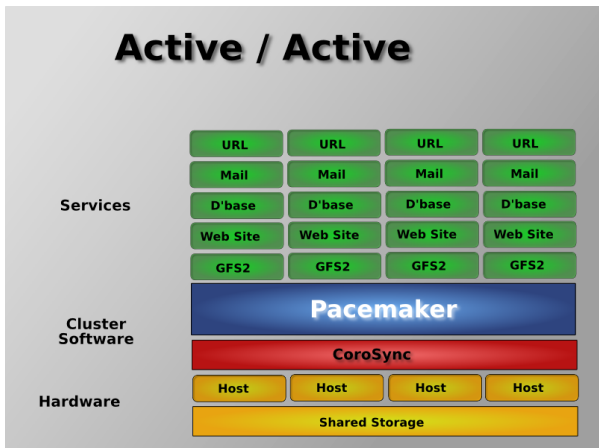 Active / Active
URL URL URL URL
Mail Mail Mail Mail
Services
D'base D'base D'base D'base
Web Site Web Site Web Site Web Site
GFS2 GFS2 GFS2 GFS2
Pacemaker
Cluster
Software
CoroSync
Hardware
Host Host Host Host
Shared Storage